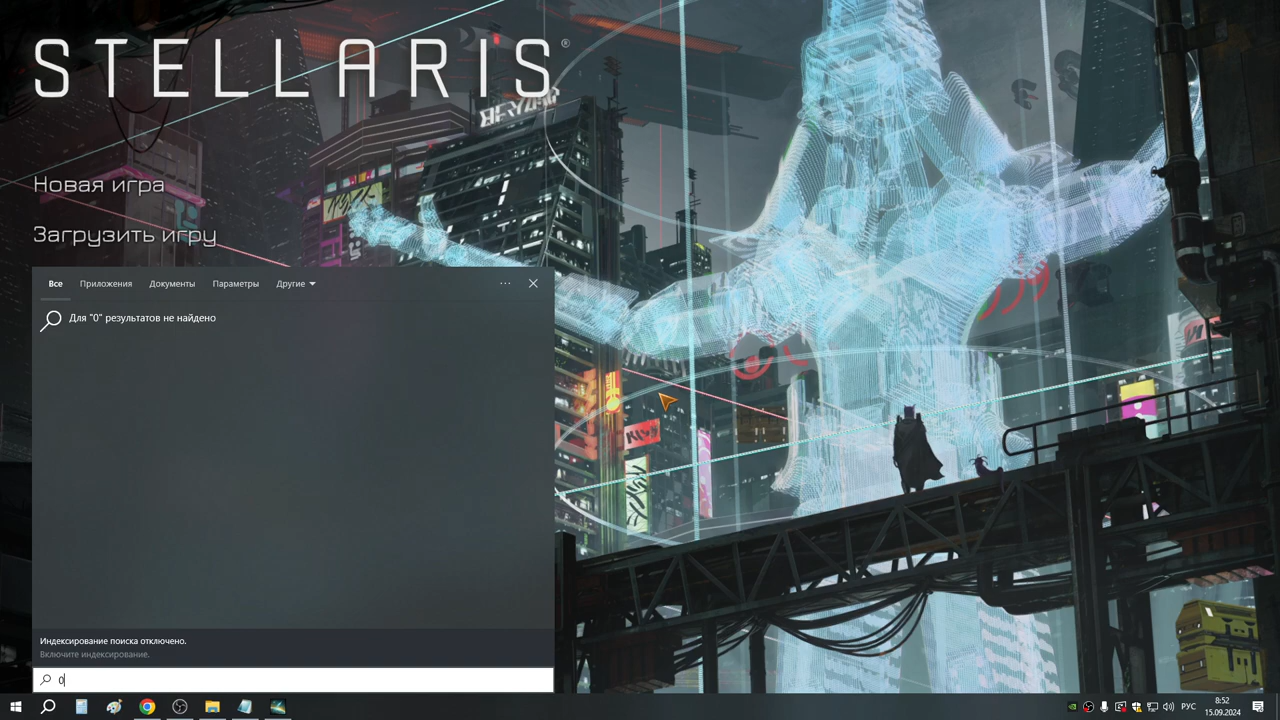 STELLARIS®
BEYOND
Новая игра
Загрузить игру
Все Приложения Документы Параметры Другие
Для "0" результатов не найдено
Индексирование поиска отключено.
Включите индексирование.
0
РУС
8:52
15.09.2024